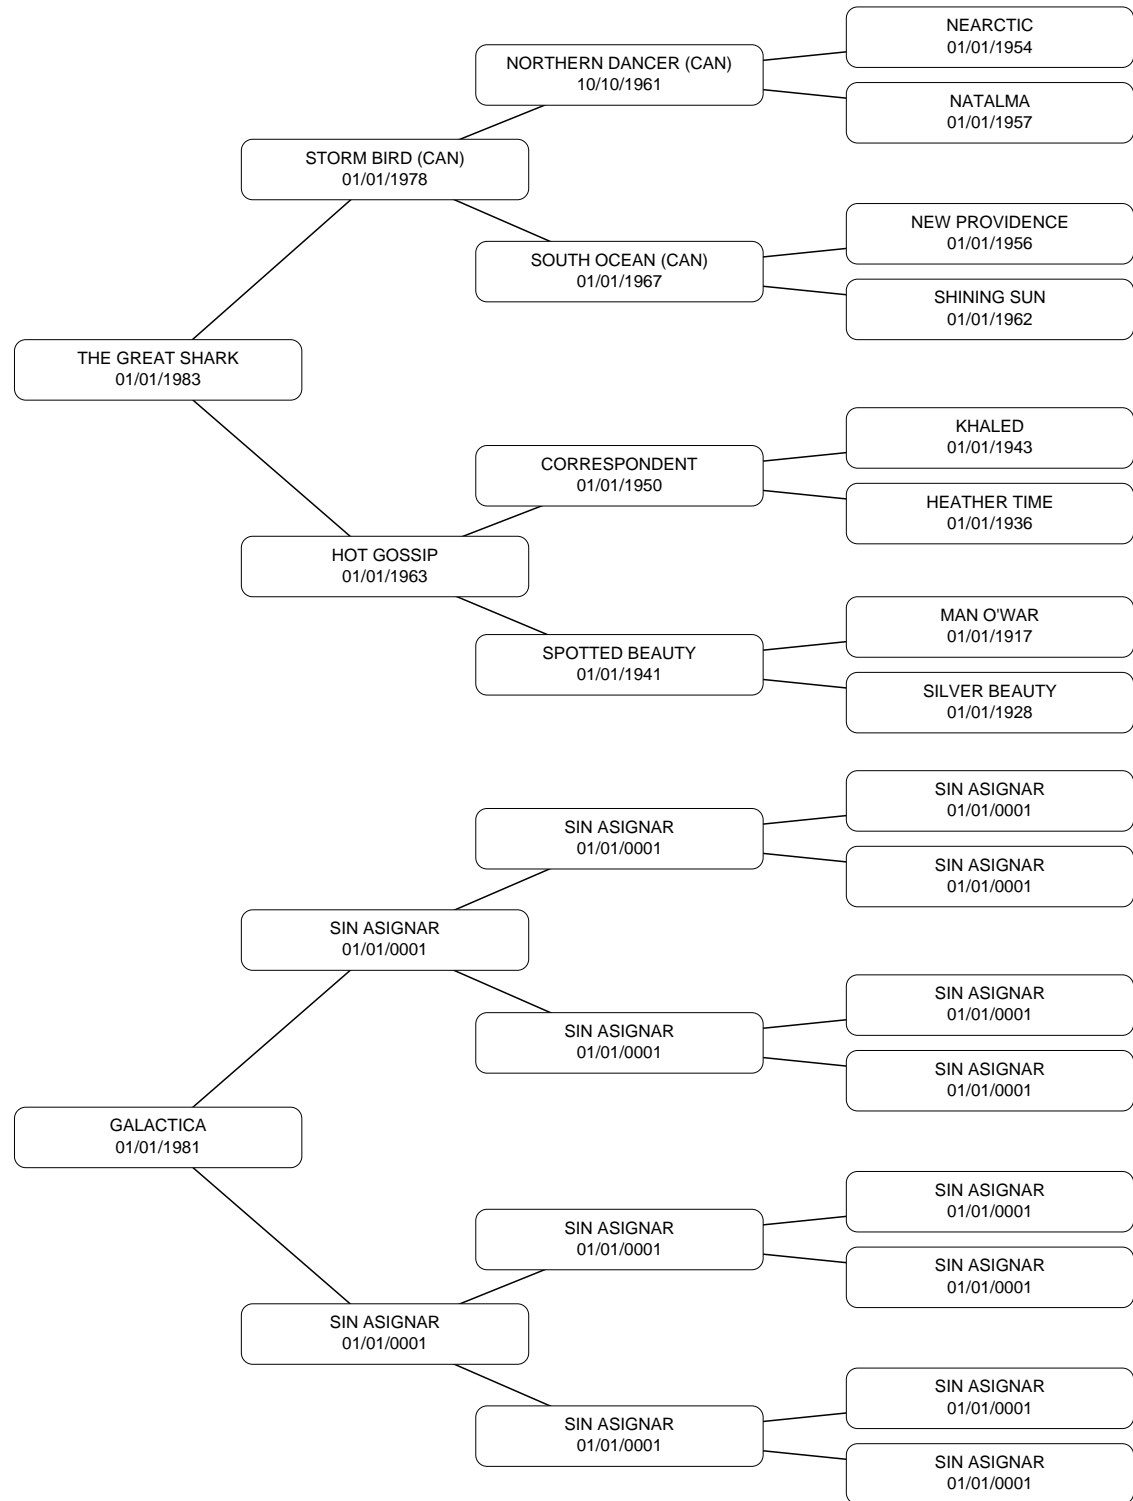 NEARCTIC
01/01/1954
NORTHERN DANCER (CAN)
10/10/1961
NATALMA
01/01/1957
STORM BIRD (CAN)
01/01/1978
NEW PROVIDENCE
01/01/1956
SOUTH OCEAN (CAN)
01/01/1967
SHINING SUN
01/01/1962
THE GREAT SHARK
01/01/1983
KHALED
01/01/1943
CORRESPONDENT
01/01/1950
HEATHER TIME
01/01/1936
HOT GOSSIP
01/01/1963
MAN O'WAR
01/01/1917
SPOTTED BEAUTY
01/01/1941
SILVER BEAUTY
01/01/1928
SIN ASIGNAR
01/01/0001
SIN ASIGNAR
01/01/0001
SIN ASIGNAR
01/01/0001
SIN ASIGNAR
01/01/0001
SIN ASIGNAR
01/01/0001
SIN ASIGNAR
01/01/0001
SIN ASIGNAR
01/01/0001
GALACTICA
01/01/1981
SIN ASIGNAR
01/01/0001
SIN ASIGNAR
01/01/0001
SIN ASIGNAR
01/01/0001
SIN ASIGNAR
01/01/0001
SIN ASIGNAR
01/01/0001
SIN ASIGNAR
01/01/0001
SIN ASIGNAR
01/01/0001